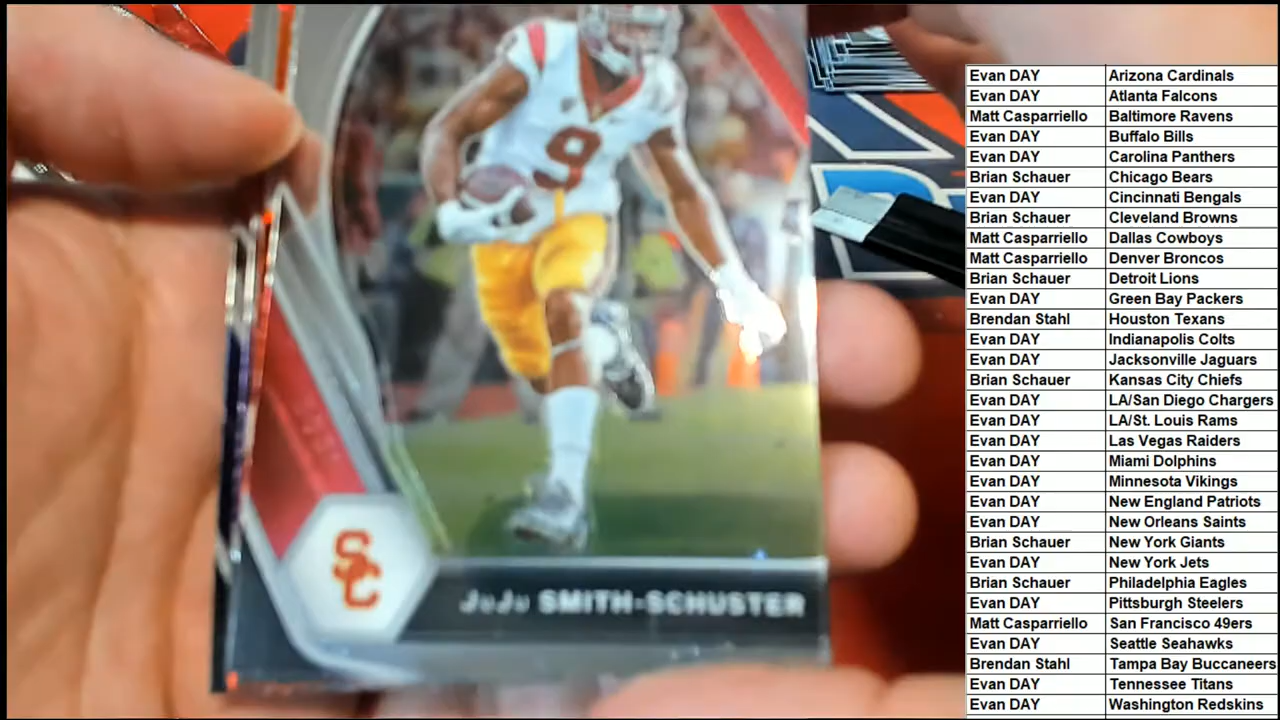 9
SC
JuJu SMITH-SCHUSTER
Evan DAY Arizona Cardinals
Evan DAY Atlanta Falcons
Matt Casparriello Baltimore Ravens
Evan DAY Buffalo Bills
Evan DAY Carolina Panthers
Brian Schauer Chicago Bears
Evan DAY Cincinnati Bengals
Brian Schauer Cleveland Browns
Matt Casparriello Dallas Cowboys
Matt Casparriello Denver Broncos
Brian Schauer Detroit Lions
Evan DAY Green Bay Packers
Brendan Stahl Houston Texans
Evan DAY Indianapolis Colts
Evan DAY Jacksonville Jaguars
Brian Schauer Kansas City Chiefs
Evan DAY LA/San Diego Chargers
Evan DAY LA/St. Louis Rams
Evan DAY Las Vegas Raiders
Evan DAY Miami Dolphins
Evan DAY Minnesota Vikings
Evan DAY New England Patriots
Evan DAY New Orleans Saints
Brian Schauer New York Giants
Evan DAY New York Jets
Brian Schauer Philadelphia Eagles
Evan DAY Pittsburgh Steelers
Matt Casparriello San Francisco 49ers
Evan DAY Seattle Seahawks
Brendan Stahl Tampa Bay Buccaneers
Evan DAY Tennessee Titans
Evan DAY Washington Redskins